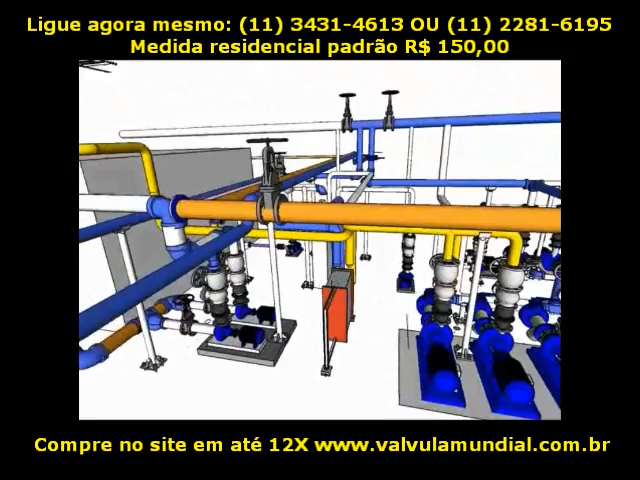 Ligue agora mesmo: (11) 3431-4613 OU (11) 2281-6195
Medida residencial padrão R$ 150,00
Compre no site em até 12X www.valvulamundial.com.br